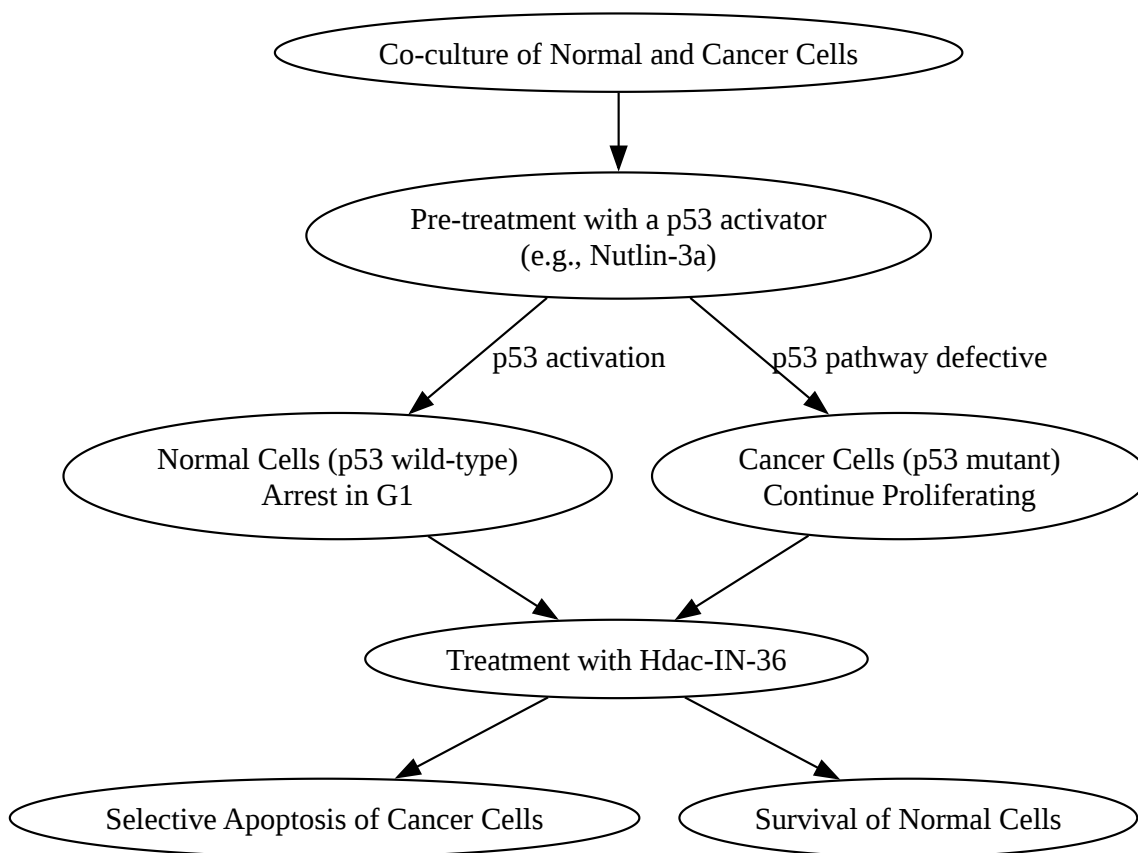 Co-culture of Normal and Cancer Cells
Pre-treatment with a p53 activator
(e.g., Nutlin-3a)
p53 activation
p53 pathway defective
Normal Cells (p53 wild-type)
Arrest in G1
Cancer Cells (p53 mutant)
Continue Proliferating
Treatment with Hdac-IN-36
Selective Apoptosis of Cancer Cells
Survival of Normal Cells